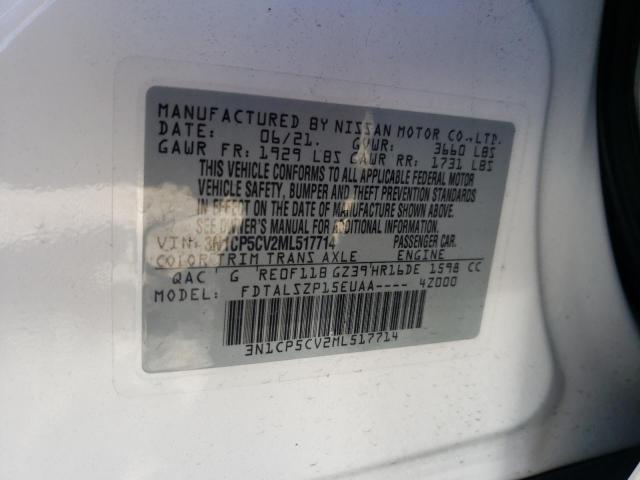 MANUFACTURED BY NISSAN MOTOR CO.,LTD.
DATE: 06/21. GVWR: 3660 LBS
GAWR FR: 1929 LBS GAWR RR: 1731 LBS
THIS VEHICLE CONFORMS TO ALL APPLICABLE FEDERAL MOTOR
VEHICLE SAFETY, BUMPER AND THEFT PREVENTION STANDARDS
IN EFFECT ON THE DATE OF MANUFACTURE SHOWN ABOVE.
SEE OWNER'S MANUAL FOR ADDITIONAL INFORMATION.
VIN: 3N1CP5CV2ML517714 PASSENGER CAR.
COLOR TRIM TRANS AXLE ENGINE
QAC G RE0F11B GZ39 HR16DE 1598 CC
MODEL: FDTALSZP15EUAA---- 4Z000
3N1CP5CV2ML517714